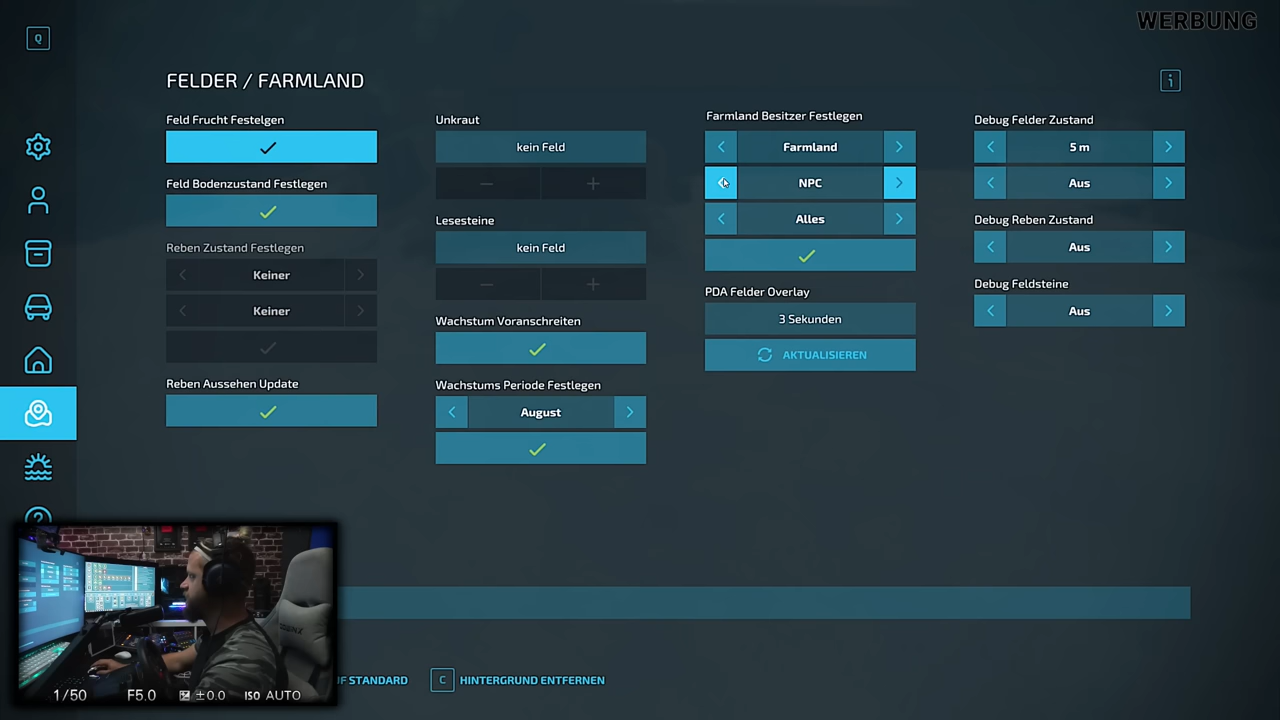 WERBUNG
Q
FELDER / FARMLAND
i
Feld Frucht Festelgen
Feld Bodenzustand Festlegen
Reben Zustand Festlegen
Keiner
Keiner
Reben Aussehen Update
Unkraut
kein Feld
Lesesteine
kein Feld
Wachstum Voranschreiten
Wachstums Periode Festlegen
August
Farmland Besitzer Festlegen
Farmland
NPC
Alles
PDA Felder Overlay
3 Sekunden
AKTUALISIEREN
Debug Felder Zustand
5 m
Aus
Debug Reben Zustand
Aus
Debug Feldsteine
Aus
UF STANDARD
C HINTERGRUND ENTFERNEN
1/50 F5.0 ±0.0 ISO AUTO